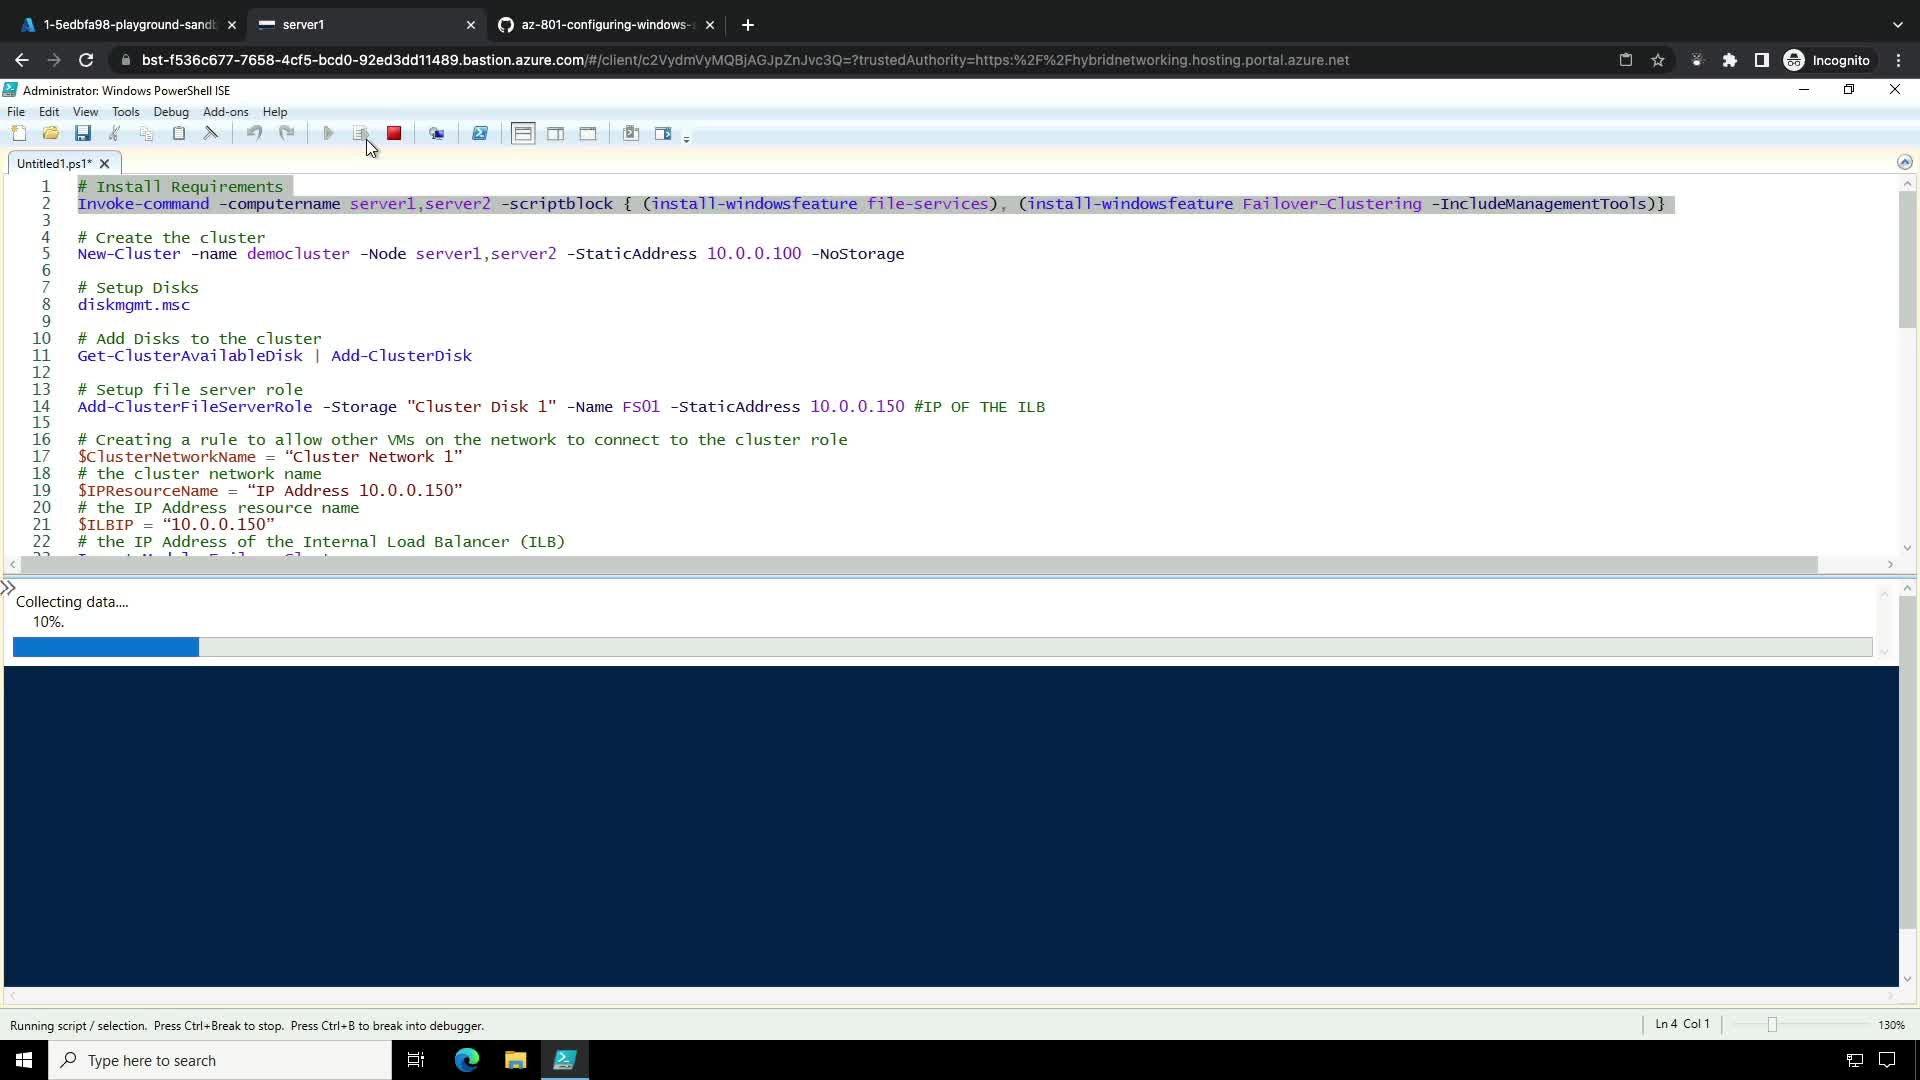 1-5edbfa98-playground-sandb
server1
az-801-configuring-windows-s
bst-f536c677-7658-4cf5-bcd0-92ed3dd11489.bastion.azure.com/#/client/c2VydmVyMQBjAGJpZnJvc3Q=?trustedAuthority=https:%2F%2Fhybridnetworking.hosting.portal.azure.net
Incognito
Administrator: Windows PowerShell ISE
File Edit View Tools Debug Add-ons Help
Untitled1.ps1*
1 # Install Requirements
2 Invoke-command -computername server1,server2 -scriptblock { (install-windowsfeature file-services), (install-windowsfeature Failover-Clustering -IncludeManagementTools)}
3
4 # Create the cluster
5 New-Cluster -name democluster -Node server1,server2 -StaticAddress 10.0.0.100 -NoStorage
6
7 # Setup Disks
8 diskmgmt.msc
9
10 # Add Disks to the cluster
11 Get-ClusterAvailableDisk | Add-ClusterDisk
12
13 # Setup file server role
14 Add-ClusterFileServerRole -Storage "Cluster Disk 1" -Name FS01 -StaticAddress 10.0.0.150 #IP OF THE ILB
15
16 # Creating a rule to allow other VMs on the network to connect to the cluster role
17 $ClusterNetworkName = “Cluster Network 1”
18 # the cluster network name
19 $IPResourceName = “IP Address 10.0.0.150”
20 # the IP Address resource name
21 $ILBIP = “10.0.0.150”
22 # the IP Address of the Internal Load Balancer (ILB)
Collecting data....
10%.
Running script / selection. Press Ctrl+Break to stop. Press Ctrl+B to break into debugger.
Ln 4 Col 1
130%
Type here to search